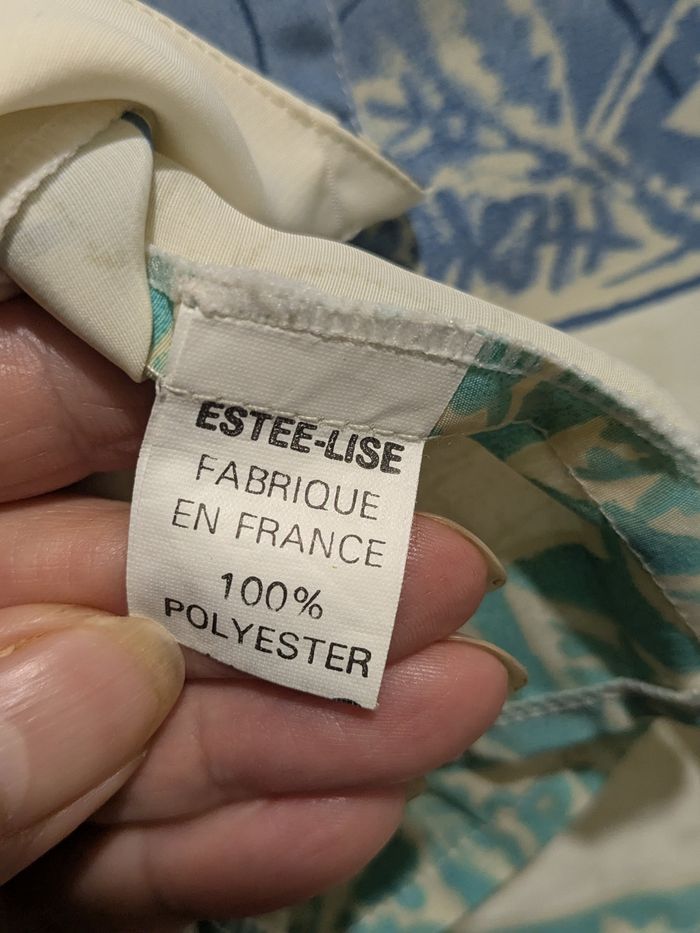 ESTEE-LISE
FABRIQUE
EN FRANCE
100%
POLYESTER